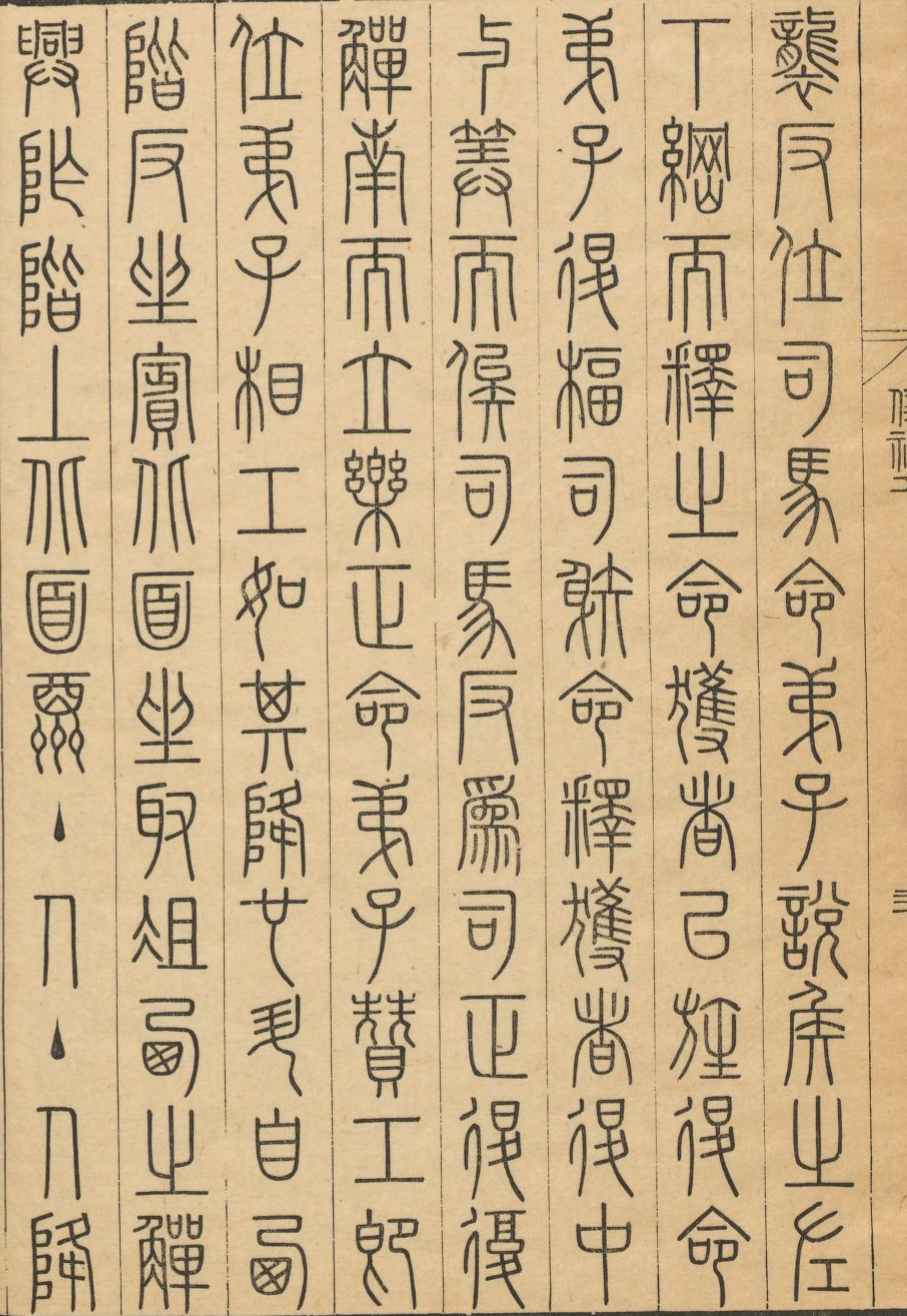 襲反位司馬命弟子說侯之左
下綱而釋之命獲者以旌退命
弟子退楅司射命釋獲者退中
与筭而俟司馬反為司正退復
觶南而立樂正命弟子贊工即
位弟子相工如其降也升自西
階反坐賓北面坐取俎西之觶
興阼階上北面主人主人降